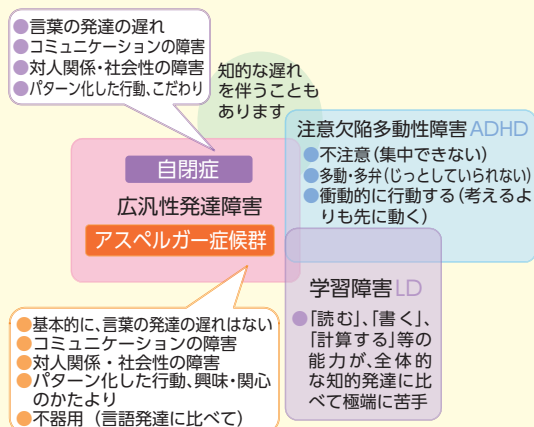 ●言葉の発達の遅れ
●コミュニケーションの障害
●対人関係・社会性の障害
●パターン化した行動、こだわり
知的な遅れ
を伴うことも
あります
自閉症
広汎性発達障害
アスペルガー症候群
注意欠陥多動性障害 ADHD
●不注意(集中できない)
●多動・多弁(じっとしていられない)
●衝動的に行動する(考えるよ
りも先に動く)
学習障害 LD
●「読む」、「書く」、
「計算する」等の
能力が、全体的
な知的発達に比
べて極端に苦手
●基本的に、言葉の発達の遅れはない
●コミュニケーションの障害
●対人関係・社会性の障害
●パターン化した行動、興味・関心
のかたより
●不器用（言語発達に比べて）